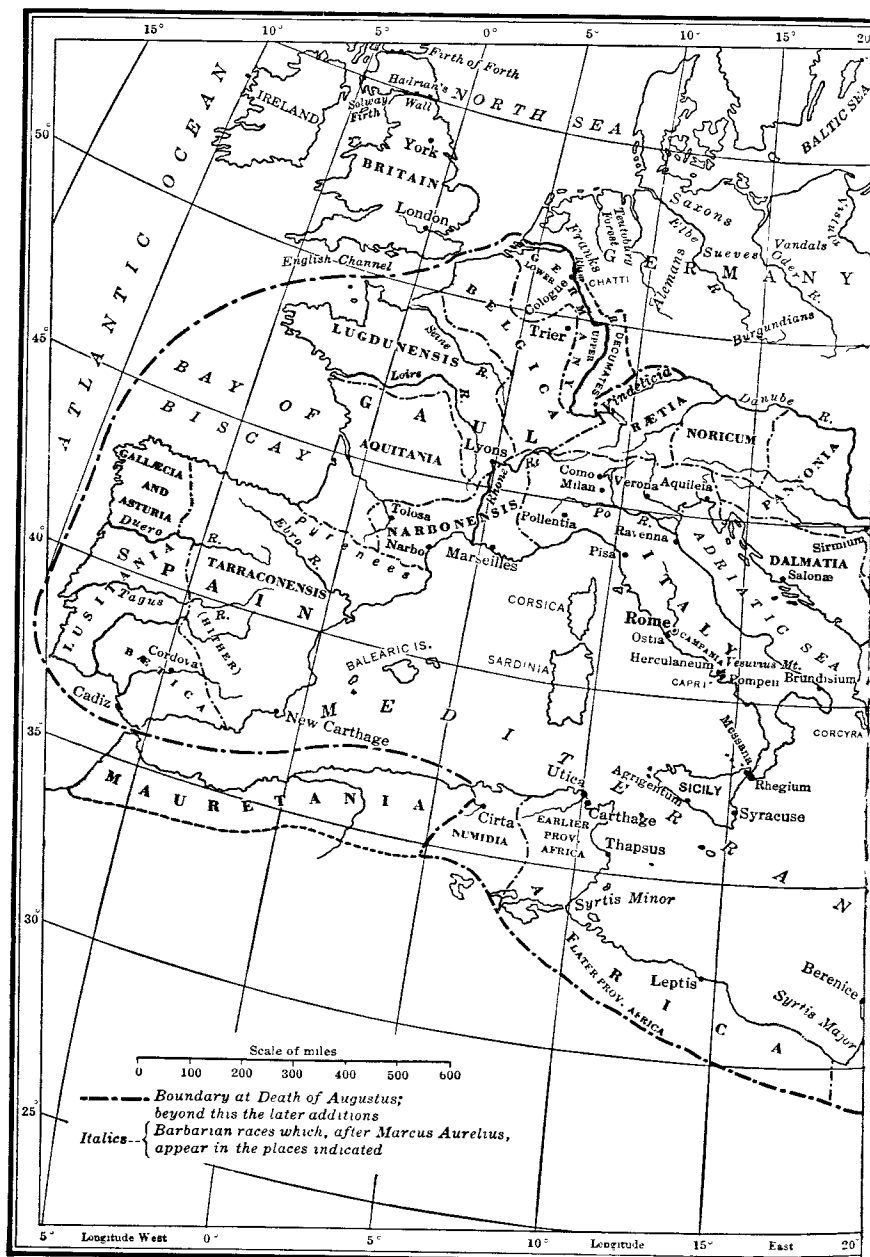 15° 10° 5° 0° 5° 10° 15° 20°
Firth of Forth
Hadrian's
Wall
NORTH SEA
BALTIC SEA
IRELAND
Solway
Firth
50°
York
BRITAIN
London
ATLANTIC OCEAN
Saxons
Elbe
R.
Vistula
Vandals
Oder R.
Sueves
Teutoburg
Forest
Franks
Alemans
GERMANY
CHATTI
Burgundians
English Channel
GERMANY
LOWER
UPPER
Rhine
Cologne
BELGICA
Trier
DECUMATES
45°
LUGDUNENSIS
Seine
R.
Loire
R.
BAY OF
BISCAY
GAUL
AQUITANIA
Lyons
Vindelicia
RÆTIA
Danube R.
NORICUM
PANNONIA
GALLÆCIA
AND
ASTURIA
Duero
R.
Rhone
R.
Como
Milan
Verona
Aquileia
Tolosa
NARBONENSIS
Pollentia
Po R.
Ravenna
Sirmium
Pyrenees
Euro R.
Narbo
Marseilles
Pisa
ITALY
ADRIATIC SEA
DALMATIA
Salonæ
40°
SPAIN
TARRACONENSIS
(HITHER)
LUSITANIA
Tagus
R.
CORSICA
Rome
Ostia
CAMPANIA
Vesuvius Mt.
Herculaneum
Pompeii
Brundisium
CAPRI
BÆTICA
Cordova
BALEARIC IS.
SARDINIA
Cadiz
New Carthage
MEDITERRANEAN
CORCYRA
35°
Messana
Rhegium
Utica
Agrigentum
SICILY
Syracuse
MAURETANIA
Cirta
NUMIDIA
EARLIER
PROV.
AFRICA
Carthage
Thapsus
Syrtis Minor
30°
AFRICA
LATER PROV. AFRICA
Leptis
Berenice
Syrtis Major
Scale of miles
0 100 200 300 400 500 600
Boundary at Death of Augustus;
beyond this the later additions
25°
Italics--{ Barbarian races which, after Marcus Aurelius,
appear in the places indicated
5° Longitude West 0° 5° 10° Longitude 15° East 20°